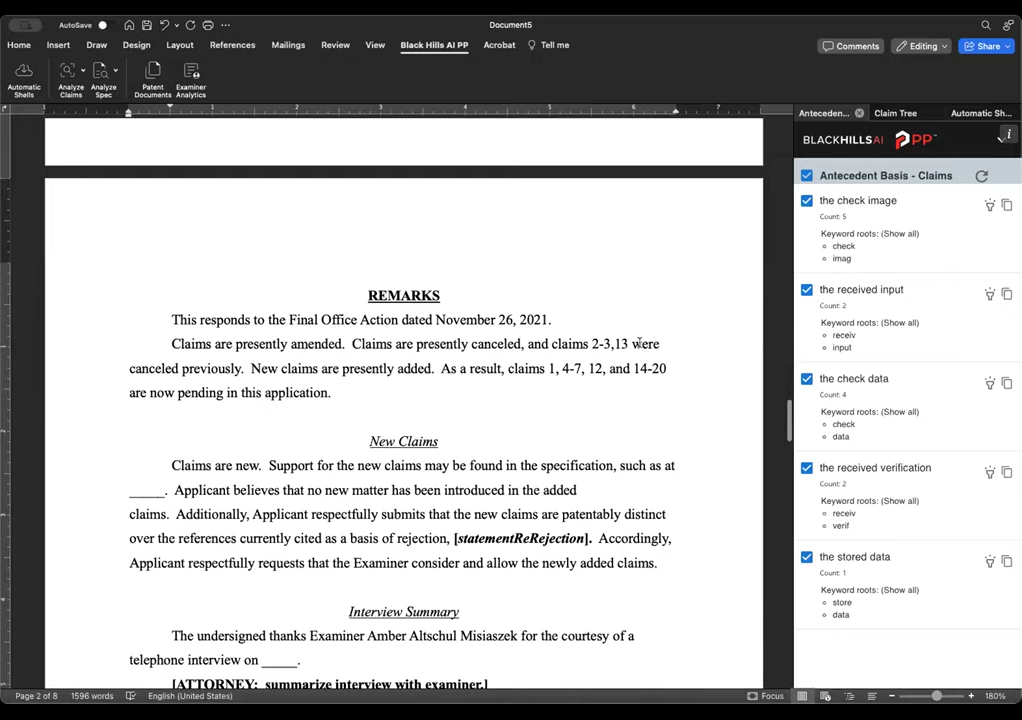 AutoSave
Document5
Home Insert Draw Design Layout References Mailings Review View Black Hills AI PP Acrobat Tell me
Comments Editing Share
Automatic Shells
Analyze Claims
Analyze Spec
Patent Documents
Examiner Analytics
1 1 2 3 4 5 6 7
Anteceden... Claim Tree Automatic Sh...
BLACKHILLS AI PP
Antecedent Basis - Claims
the check image
Count: 5
Keyword roots: (Show all)
check
imag
the received input
Count: 2
Keyword roots: (Show all)
receiv
input
the check data
Count: 4
Keyword roots: (Show all)
check
data
the received verification
Count: 2
Keyword roots: (Show all)
receiv
verif
the stored data
Count: 1
Keyword roots: (Show all)
store
data
REMARKS
This responds to the Final Office Action dated November 26, 2021.
Claims are presently amended. Claims are presently canceled, and claims 2-3,13 were
canceled previously. New claims are presently added. As a result, claims 1, 4-7, 12, and 14-20
are now pending in this application.
New Claims
Claims are new. Support for the new claims may be found in the specification, such as at
_____. Applicant believes that no new matter has been introduced in the added
claims. Additionally, Applicant respectfully submits that the new claims are patentably distinct
over the references currently cited as a basis of rejection, [statementReRejection]. Accordingly,
Applicant respectfully requests that the Examiner consider and allow the newly added claims.
Interview Summary
The undersigned thanks Examiner Amber Altschul Misiaszek for the courtesy of a
telephone interview on _____.
[ATTORNEY: summarize interview with examiner.]
Page 2 of 8 1596 words English (United States) Focus 180%